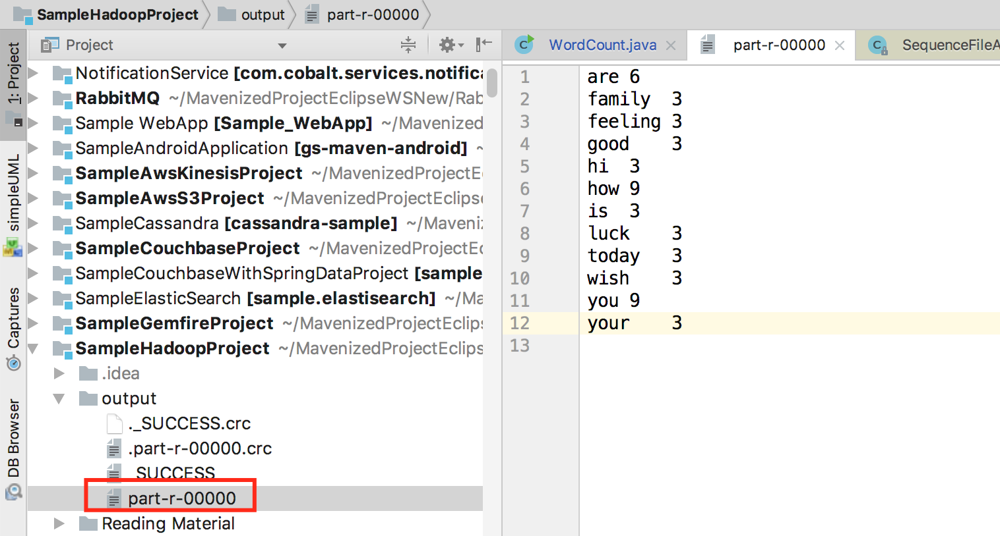 SampleHadoopProject output part-r-00000
1: Project
simpleUML
Captures
DB Browser
Project
NotificationService [com.cobalt.services.notific
RabbitMQ ~/MavenizedProjectEclipseWSNew/Rab
Sample WebApp [Sample_WebApp] ~/Mavenized
SampleAndroidApplication [gs-maven-android] ~
SampleAwsKinesisProject ~/MavenizedProjectE
SampleAwsS3Project ~/MavenizedProjectEclipse
SampleCassandra [cassandra-sample] ~/Maveni
SampleCouchbaseProject ~/MavenizedProjectE
SampleCouchbaseWithSpringDataProject [sample
SampleElasticSearch [sample.elastisearch] ~/Ma
SampleGemfireProject ~/MavenizedProjectEclips
SampleHadoopProject ~/MavenizedProjectEclips
.idea
output
._SUCCESS.crc
.part-r-00000.crc
_SUCCESS
part-r-00000
Reading Material
WordCount.java part-r-00000 SequenceFileA
1 are 6
2 family 3
3 feeling 3
4 good 3
5 hi 3
6 how 9
7 is 3
8 luck 3
9 today 3
10 wish 3
11 you 9
12 your 3
13